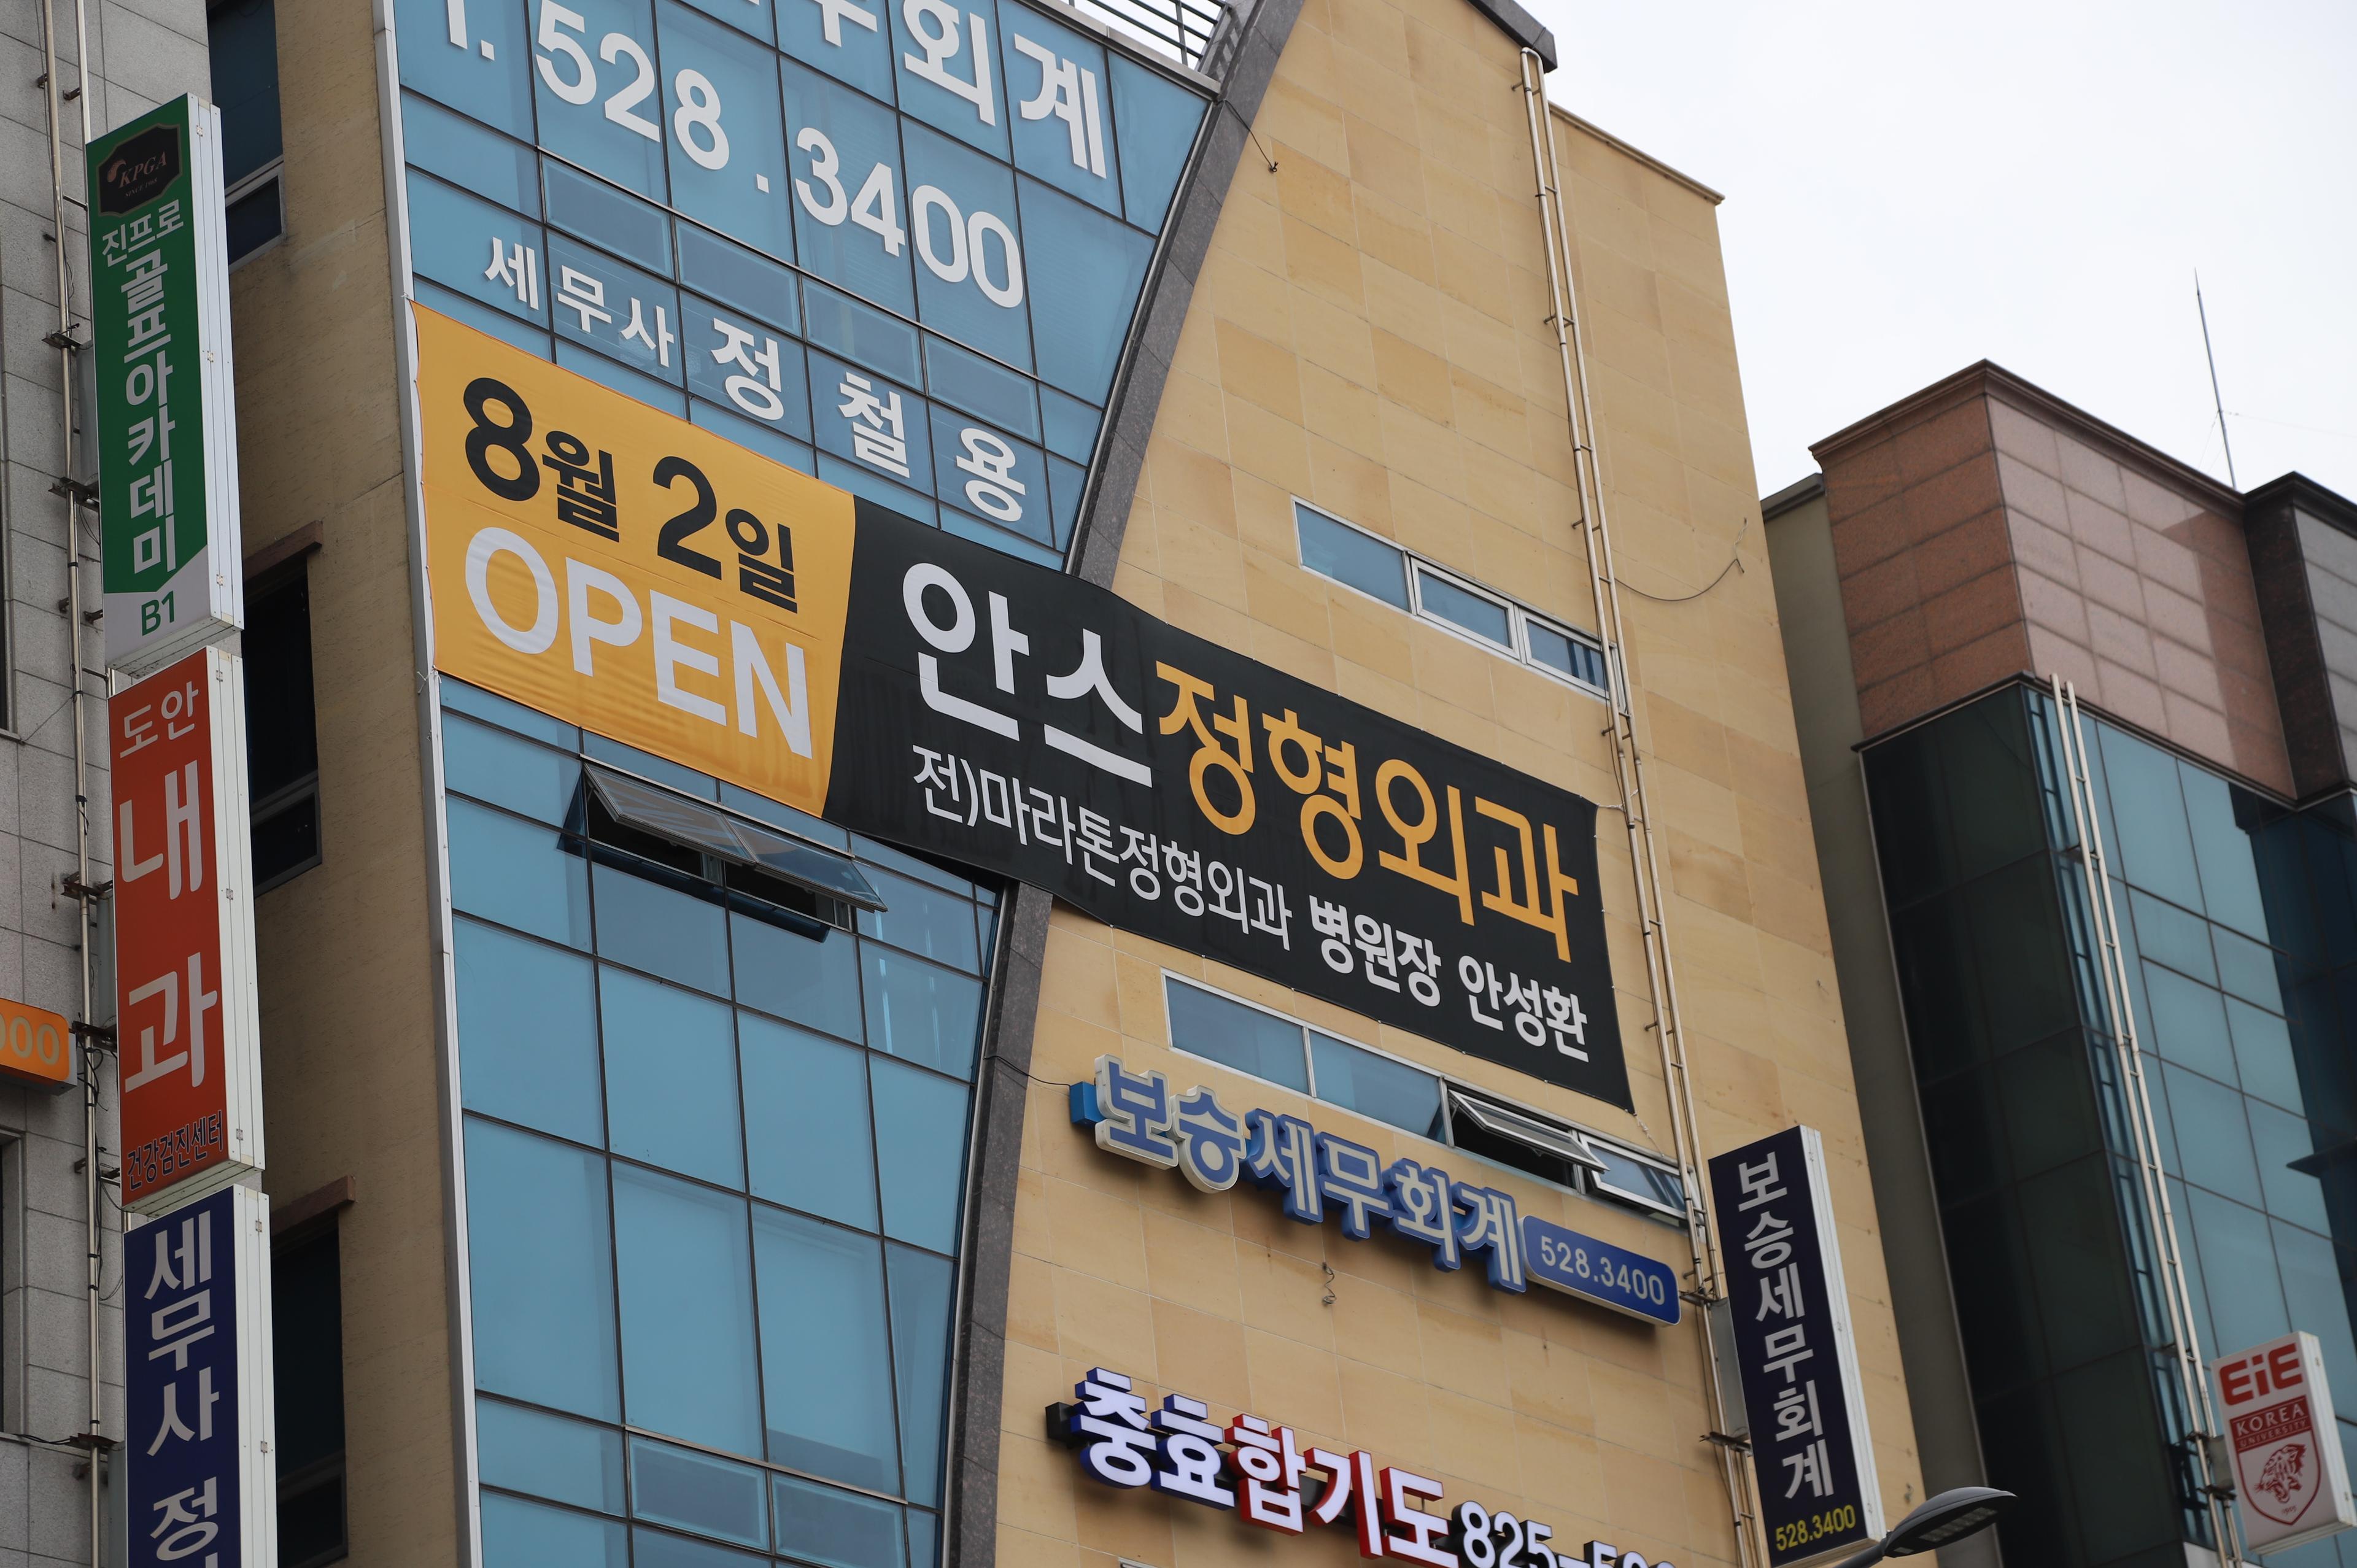 무회계
528.3400
세무사 정철용
8월 2일
OPEN
안스정형외과
전)마라톤정형외과 병원장 안성환
KPGA
진프로
골프아카데미
B1
도안
내과
건강검진센터
세무사 정
보승세무회계 528.3400
충효합기도 825-5
보승세무회계
528.3400
EiE
KOREA
UNIVERSITY